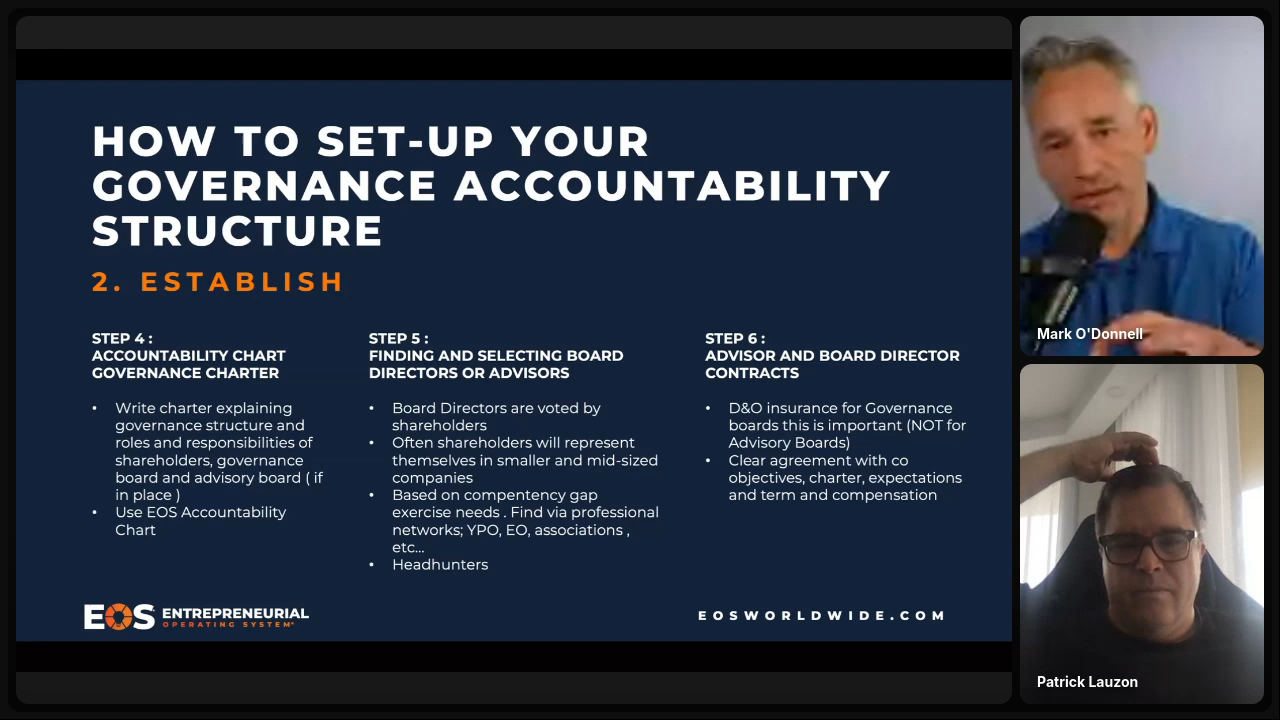 HOW TO SET-UP YOUR
GOVERNANCE ACCOUNTABILITY
STRUCTURE
2. ESTABLISH
STEP 4 :
ACCOUNTABILITY CHART
GOVERNANCE CHARTER
• Write charter explaining
governance structure and
roles and responsibilities of
shareholders, governance
board and advisory board ( if
in place )
• Use EOS Accountability
Chart
STEP 5 :
FINDING AND SELECTING BOARD
DIRECTORS OR ADVISORS
• Board Directors are voted by
shareholders
• Often shareholders will represent
themselves in smaller and mid-sized
companies
• Based on compentency gap
exercise needs . Find via professional
networks; YPO, EO, associations ,
etc...
• Headhunters
STEP 6 :
ADVISOR AND BOARD DIRECTOR
CONTRACTS
• D&O insurance for Governance
boards this is important (NOT for
Advisory Boards)
• Clear agreement with co
objectives, charter, expectations
and term and compensation
EOS ENTREPRENEURIAL
OPERATING SYSTEM
EOSWORLDWIDE.COM
Mark O'Donnell
Patrick Lauzon